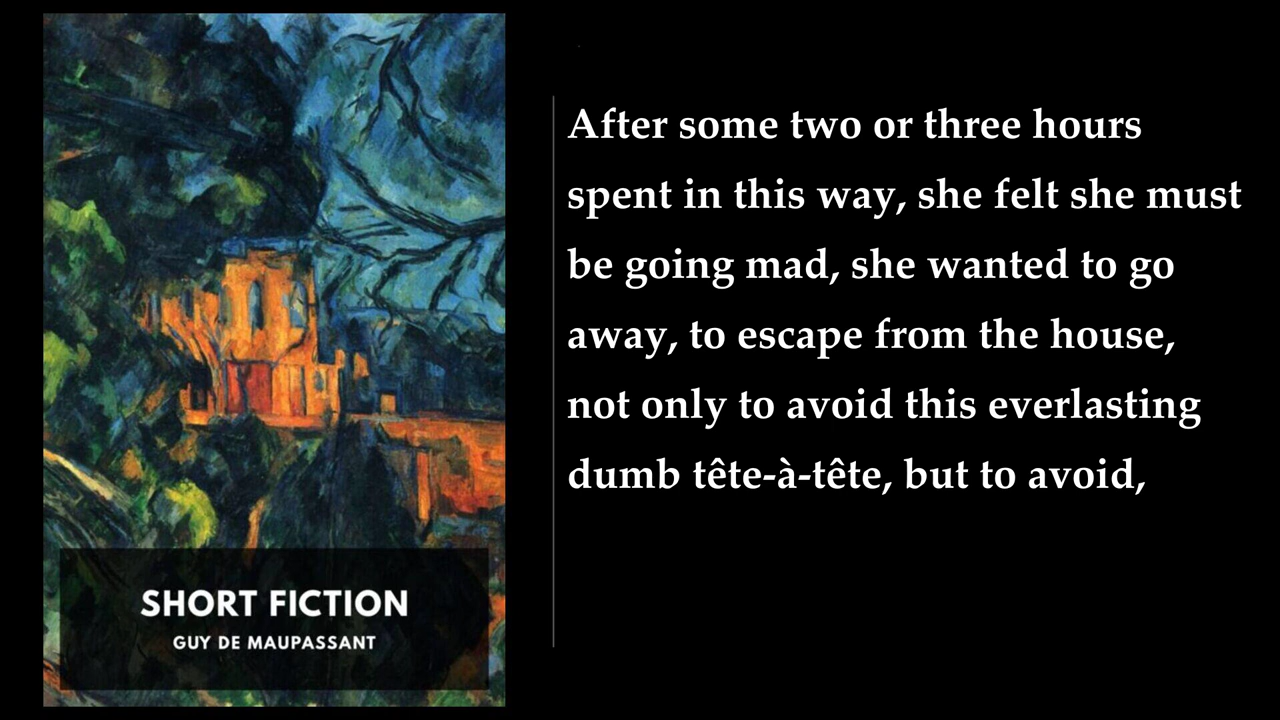 SHORT FICTION
GUY DE MAUPASSANT
After some two or three hours
spent in this way, she felt she must
be going mad, she wanted to go
away, to escape from the house,
not only to avoid this everlasting
dumb tête-à-tête, but to avoid,